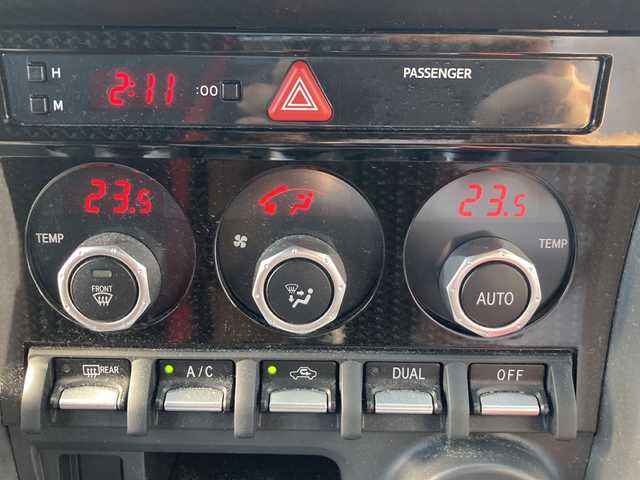 H 2:11 :00 PASSENGER
M
23.5 23.5
TEMP TEMP
FRONT AUTO
REAR A/C DUAL OFF